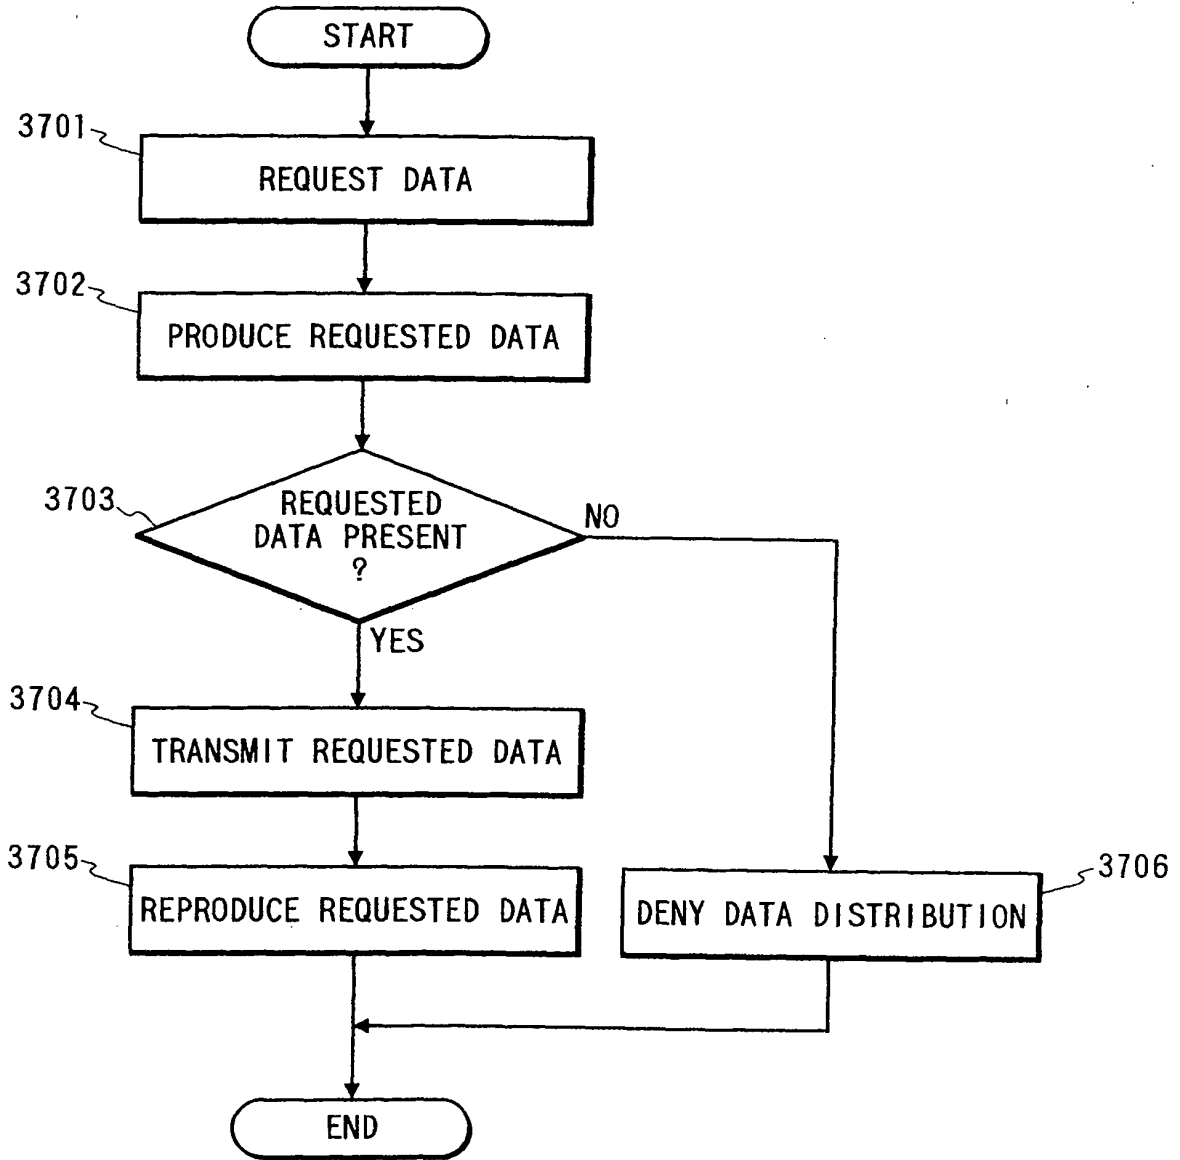 START
3701
REQUEST DATA
3702
PRODUCE REQUESTED DATA
3703
REQUESTED
DATA PRESENT
?
NO
YES
3704
TRANSMIT REQUESTED DATA
3705
REPRODUCE REQUESTED DATA
3706
DENY DATA DISTRIBUTION
END